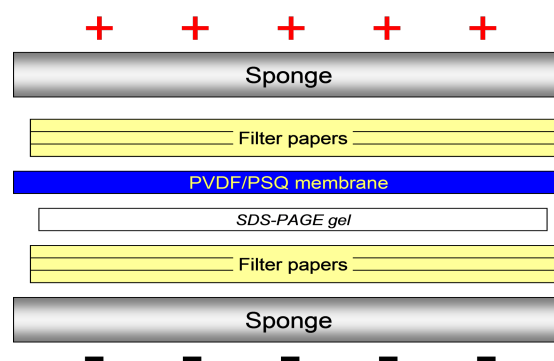 + + + + +
Sponge
Filter papers
PVDF/PSQ membrane
SDS-PAGE gel
Filter papers
Sponge
- - - - -